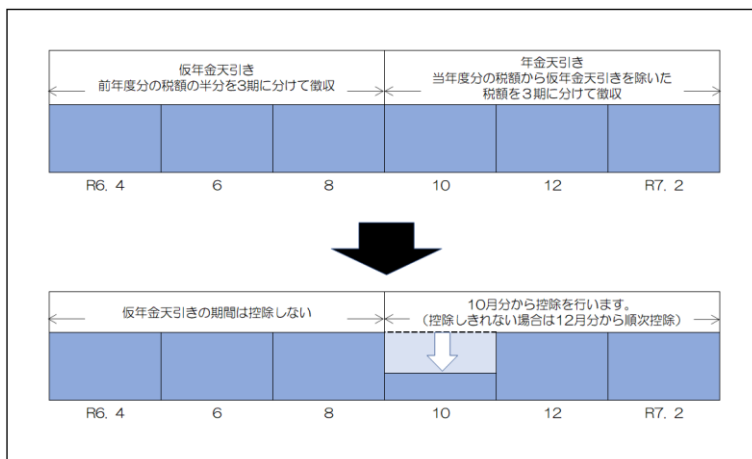 仮年金天引き
前年度分の税額の半分を3期に分けて徴収
年金天引き
当年度分の税額から仮年金天引きを除いた
税額を3期に分けて徴収
R6. 4
6
8
10
12
R7. 2
仮年金天引きの期間は控除しない
10月分から控除を行います。
（控除しきれない場合は12月分から順次控除）
R6. 4
6
8
10
12
R7. 2